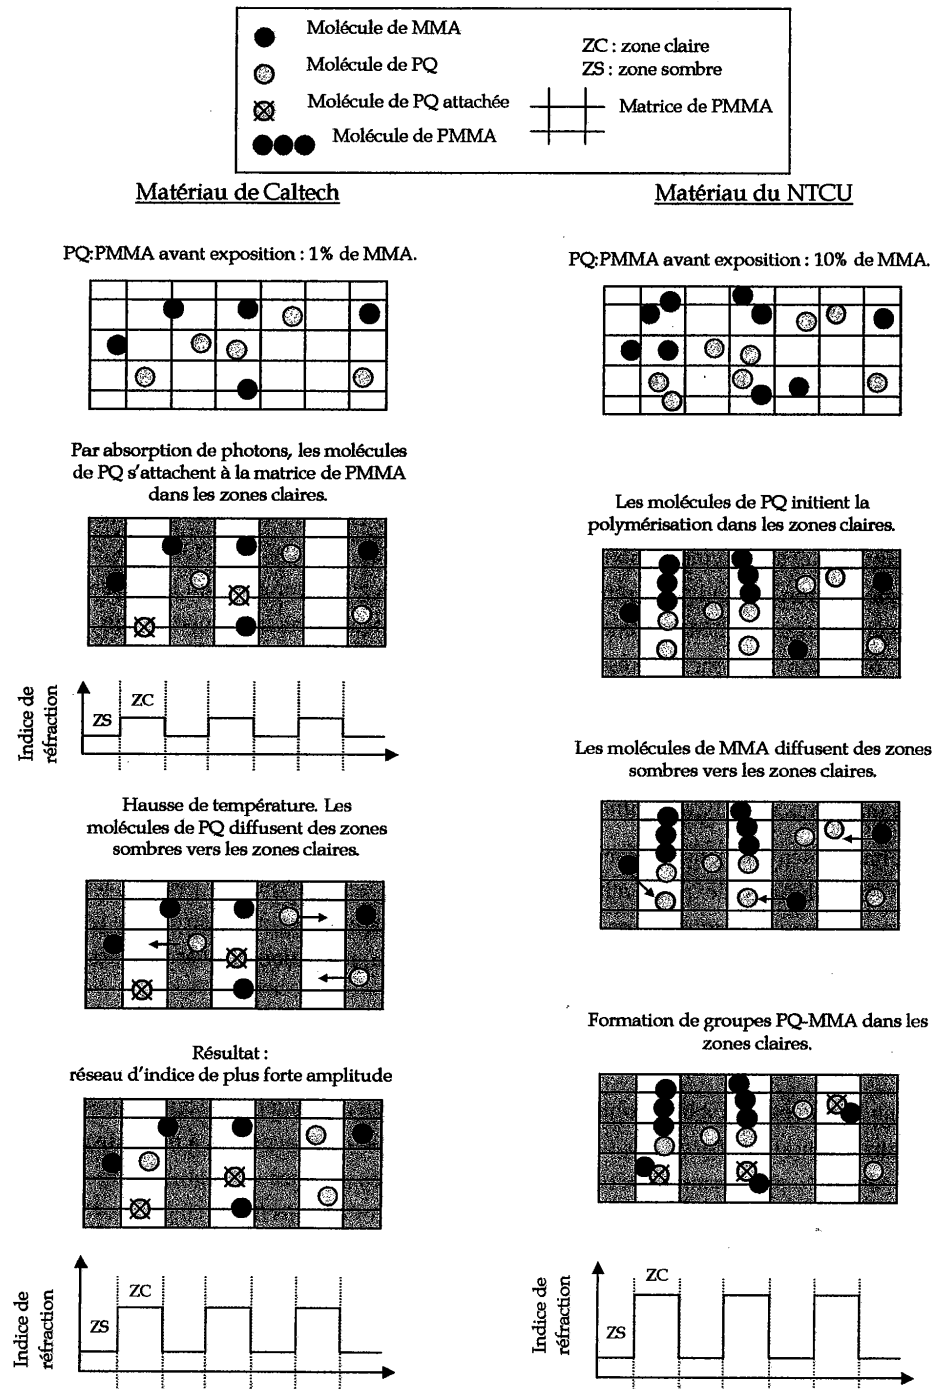 Molécule de MMA
Molécule de PQ
Molécule de PQ attachée
Molécule de PMMA
ZC : zone claire
ZS : zone sombre
Matrice de PMMA
Matériau de Caltech
PQ:PMMA avant exposition : 1% de MMA.
Par absorption de photons, les molécules
de PQ s'attachent à la matrice de PMMA
dans les zones claires.
Indice de
réfraction
ZS
ZC
Hausse de température. Les
molécules de PQ diffusent des zones
sombres vers les zones claires.
Résultat :
réseau d'indice de plus forte amplitude
Indice de
réfraction
ZS
ZC
Matériau du NTCU
PQ:PMMA avant exposition : 10% de MMA.
Les molécules de PQ initient la
polymérisation dans les zones claires.
Les molécules de MMA diffusent des zones
sombres vers les zones claires.
Formation de groupes PQ-MMA dans les
zones claires.
Indice de
réfraction
ZS
ZC